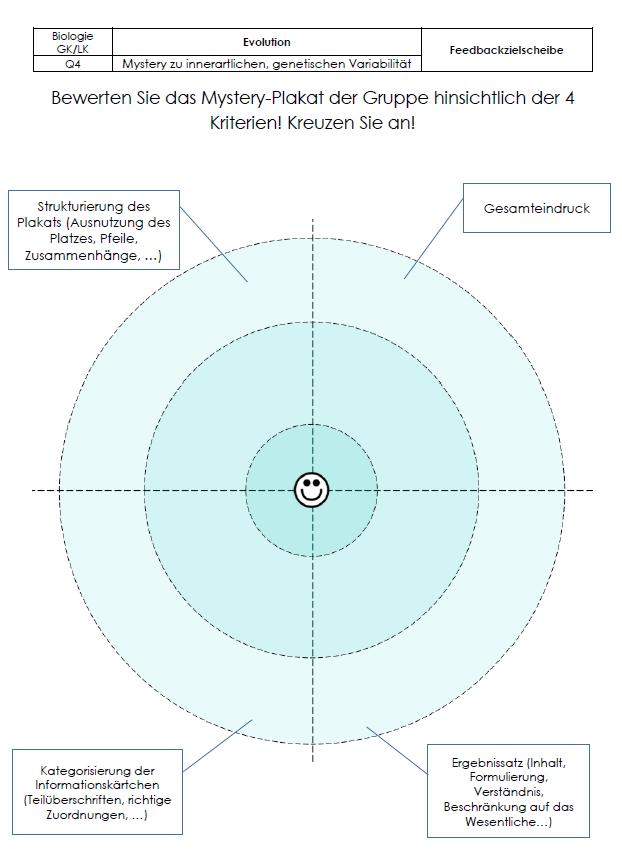 Biologie
GK/LK
Evolution
Feedbackzielscheibe
Q4
Mystery zu innerartlichen, genetischen Variabilität
Bewerten Sie das Mystery-Plakat der Gruppe hinsichtlich der 4
Kriterien! Kreuzen Sie an!
Strukturierung des
Plakats (Ausnutzung des
Platzes, Pfeile,
Zusammenhänge, …)
Gesamteindruck
Kategorisierung der
Informationskärtchen
(Teilüberschriften, richtige
Zuordnungen, …)
Ergebnissatz (Inhalt,
Formulierung,
Verständnis,
Beschränkung auf das
Wesentliche…)